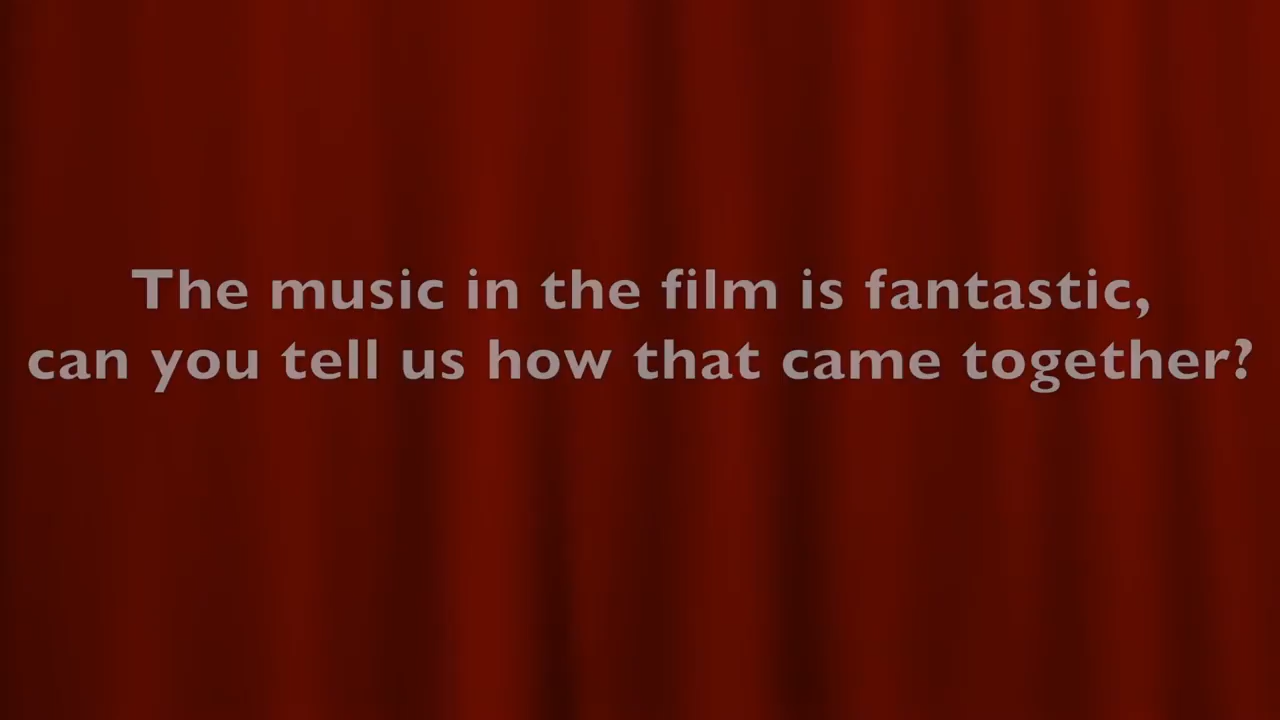 The music in the film is fantastic,
can you tell us how that came together?